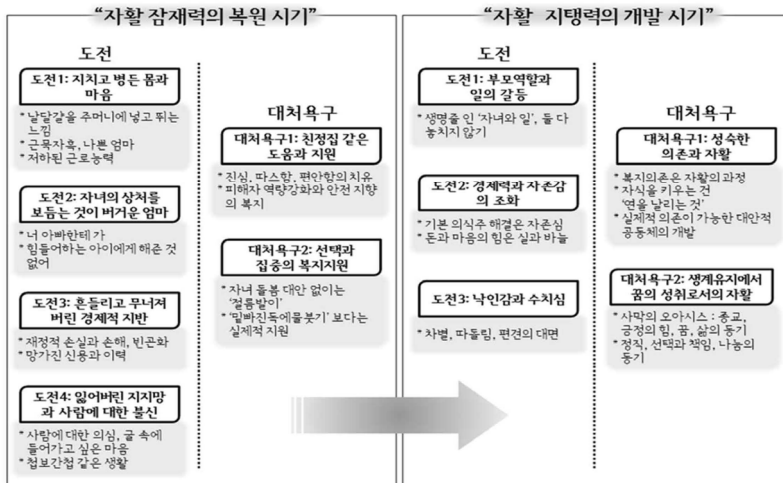 “자활 잠재력의 복원 시기”
도전
도전1: 지치고 병든 몸과
마음
* 날달걀을 주머니에 넣고 뛰는
느낌
* 근묵자흑, 나쁜 엄마
* 저하된 근로능력
도전2: 자녀의 상처를
보듬는 것이 버거운 엄마
* 너 아빠한테 가
* 힘들어하는 아이에게 해준 것
없어
도전3: 흔들리고 무너져
버린 경제적 지반
* 재정적 손실과 손해, 빈곤화
* 망가진 신용과 이력
도전4: 잃어버린 지지망
과 사람에 대한 불신
* 사람에 대한 의심, 굴 속에
들어가고 싶은 마음
* 첩보간첩 같은 생활
대처욕구
대처욕구1: 친정집 같은
도움과 지원
* 진심, 따스함, 편안함의 치유
* 피해자 역량강화와 안전 지향
의 복지
대처욕구2: 선택과
집중의 복지지원
* 자녀 돌봄 대안 없이는
‘절름발이’
* ‘밑빠진독에물붓기’ 보다는
실제적 지원
“자활 지탱력의 개발 시기”
도전
도전1: 부모역할과
일의 갈등
* 생명줄 인 ‘자녀와 일’, 둘 다
놓치지 않기
도전2: 경제력과 자존감
의 조화
* 기본 의식주 해결은 자존심
* 돈과 마음의 힘은 실과 바늘
도전3: 낙인감과 수치심
* 차별, 따돌림, 편견의 대면
대처욕구
대처욕구1: 성숙한
의존과 자활
* 복지의존은 자활의 과정
* 자식을 키우는 건
‘연을 날리는 것’
* 실제적 의존이 가능한 대안적
공동체의 개발
대처욕구2: 생계유지에서
꿈의 성취로서의 자활
* 사막의 오아시스 : 종교,
긍정의 힘, 꿈, 삶의 동기
* 정직, 선택과 책임, 나눔의
동기